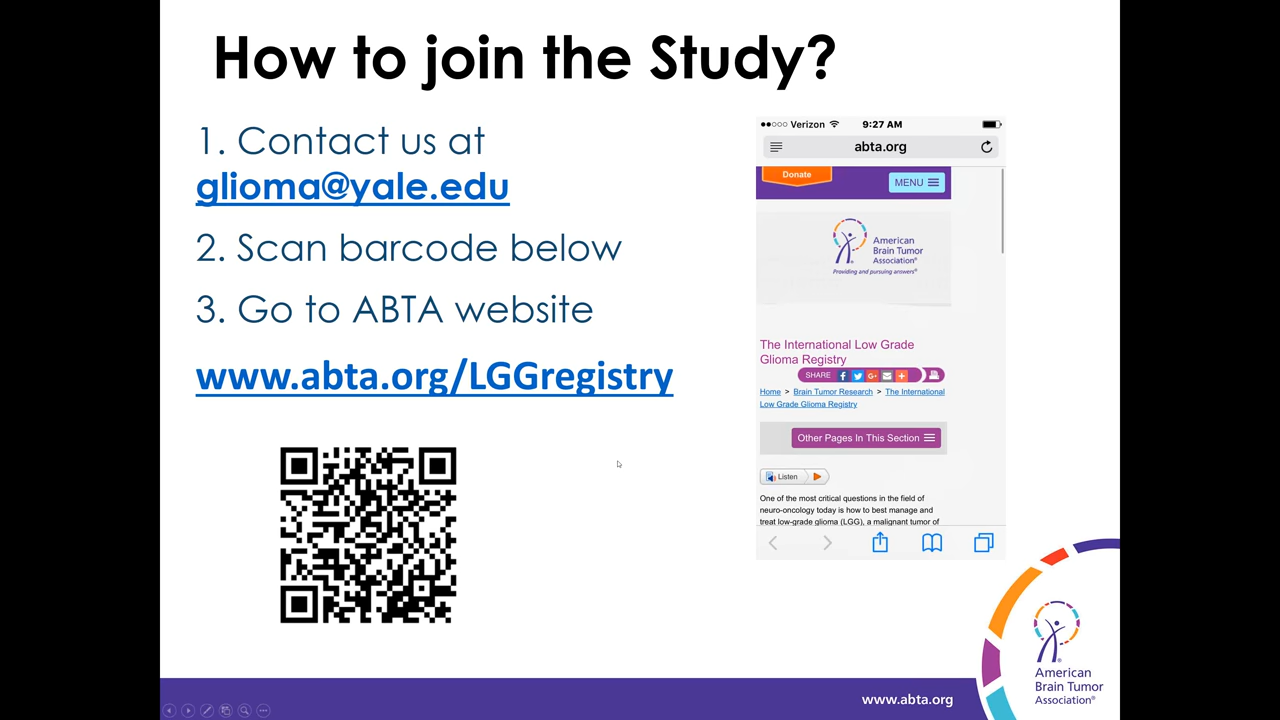 How to join the Study?
1. Contact us at
glioma@yale.edu
2. Scan barcode below
3. Go to ABTA website
www.abta.org/LGGregistry
Verizon 9:27 AM
abta.org
Donate
MENU
American
Brain Tumor
Association®
Providing and pursuing answers®
The International Low Grade
Glioma Registry
SHARE
Home > Brain Tumor Research > The International
Low Grade Glioma Registry
Other Pages In This Section
Listen
One of the most critical questions in the field of
neuro-oncology today is how to best manage and
treat low-grade glioma (LGG), a malignant tumor of
www.abta.org
American
Brain Tumor
Association®